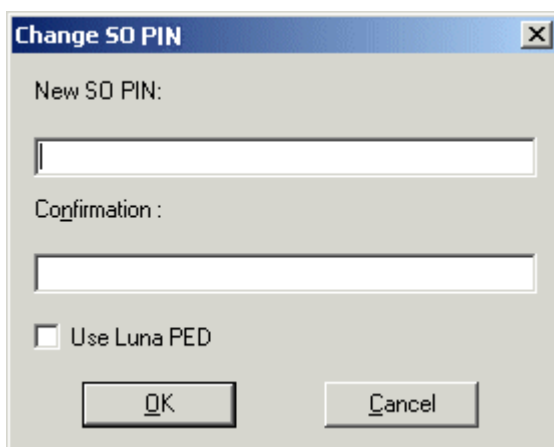 Change SO PIN
New SO PIN:
Confirmation :
Use Luna PED
OK
Cancel